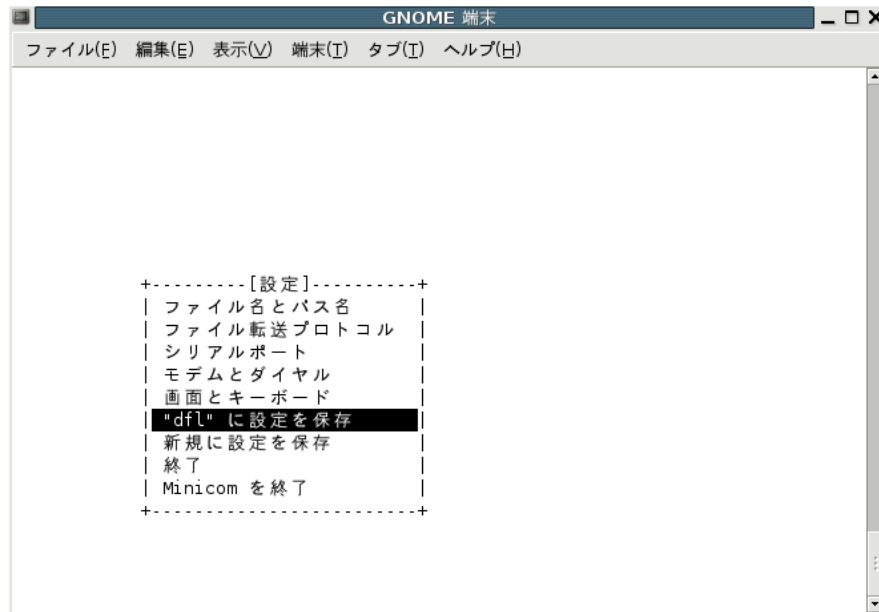 GNOME 端末
ファイル(F) 編集(E) 表示(V) 端末(T) タブ(T) ヘルプ(H)
+---------[設定]----------+
| ファイル名とパス名 |
| ファイル転送プロトコル |
| シリアルポート |
| モデムとダイヤル |
| 画面とキーボード |
| "dfl" に設定を保存 |
| 新規に設定を保存 |
| 終了 |
| Minicom を終了 |
+-------------------------+